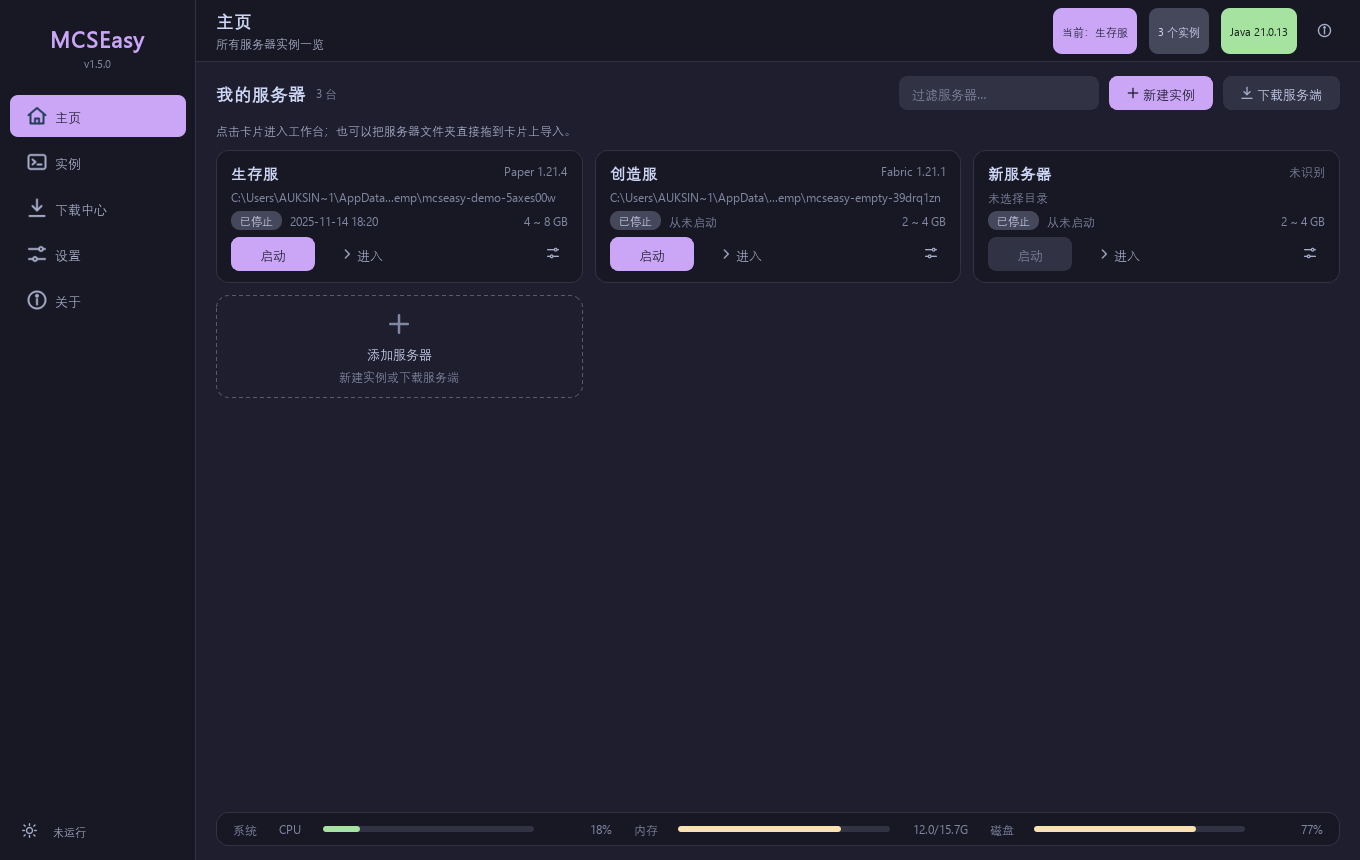 MCSEasy
v1.5.0
主页
实例
下载中心
设置
关于
未运行
主页
所有服务器实例一览
当前: 生存服
3 个实例
Java 21.0.13
我的服务器
3 台
过滤服务器...
新建实例
下载服务端
点击卡片进入工作台；也可以把服务器文件夹直接拖到卡片上导入。
生存服
Paper 1.21.4
C:\Users\AUKSIN~1\AppData...emp\mcseasy-demo-5axes00w
已停止
2025-11-14 18:20
4 ~ 8 GB
启动
进入
创造服
Fabric 1.21.1
C:\Users\AUKSIN~1\AppData\...emp\mcseasy-empty-39drq1zn
已停止
从未启动
2 ~ 4 GB
启动
进入
新服务器
未识别
未选择目录
已停止
从未启动
2 ~ 4 GB
启动
进入
添加服务器
新建实例或下载服务端
系统
CPU
18%
内存
12.0/15.7G
磁盘
77%